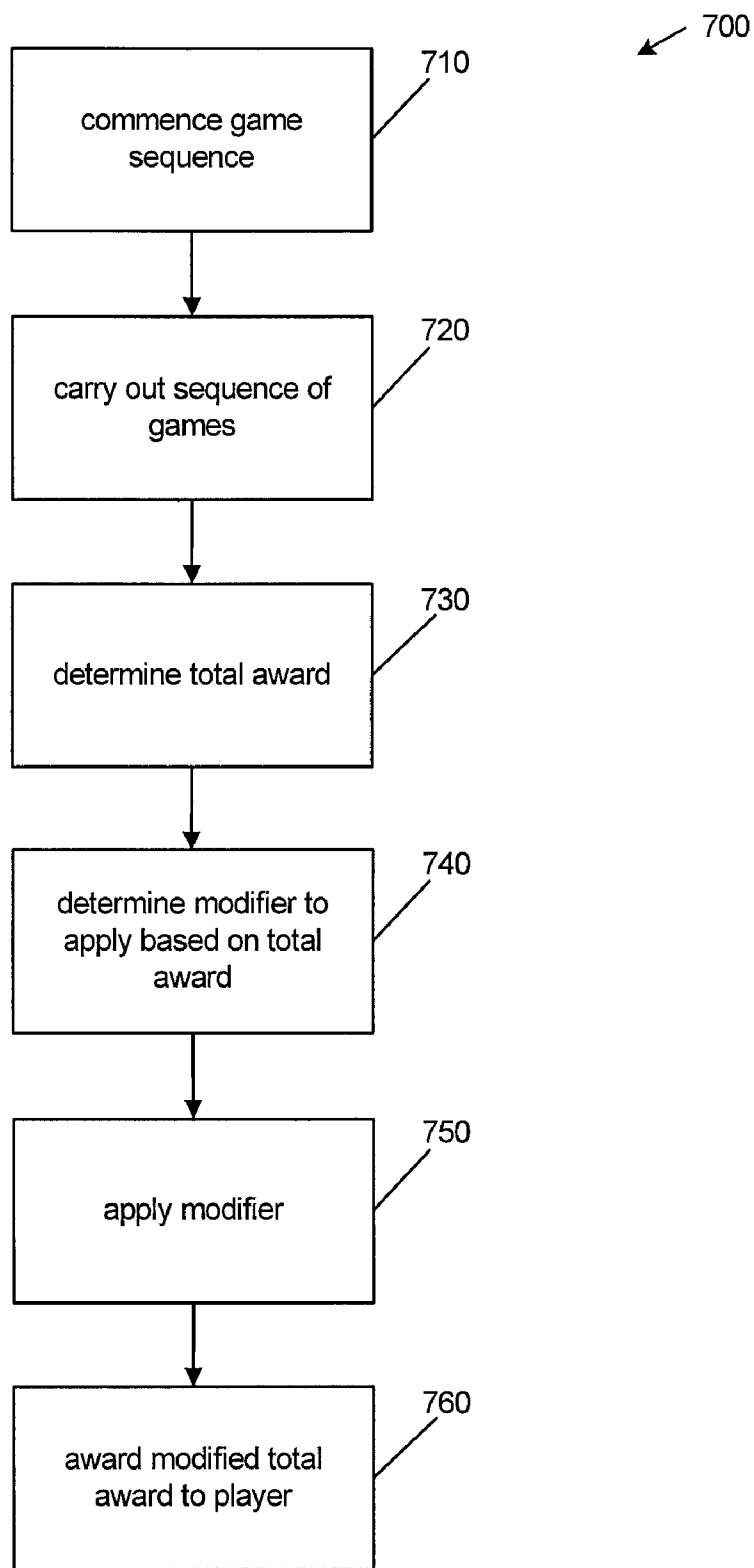 700
710
commence game
sequence
720
carry out sequence of
games
730
determine total award
740
determine modifier to
apply based on total
award
750
apply modifier
760
award modified total
award to player